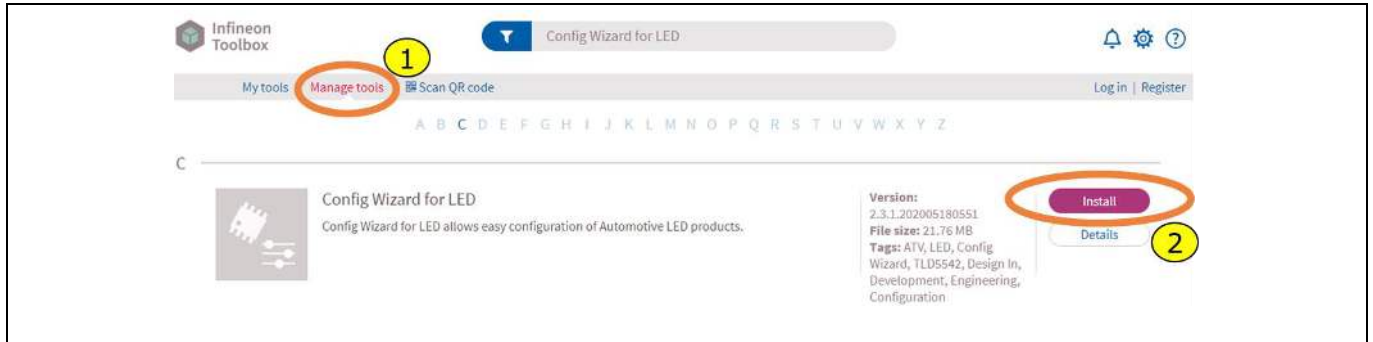 Infineon
Toolbox
Config Wizard for LED
1
My tools Manage tools Scan QR code Log in | Register
A B C D E F G H I J K L M N O P Q R S T U V W X Y Z
C
Config Wizard for LED
Config Wizard for LED allows easy configuration of Automotive LED products.
Version:
2.3.1.202005180551
File size: 21.76 MB
Tags: ATV, LED, Config
Wizard, TLD5542, Design In,
Development, Engineering,
Configuration
Install
Details
2